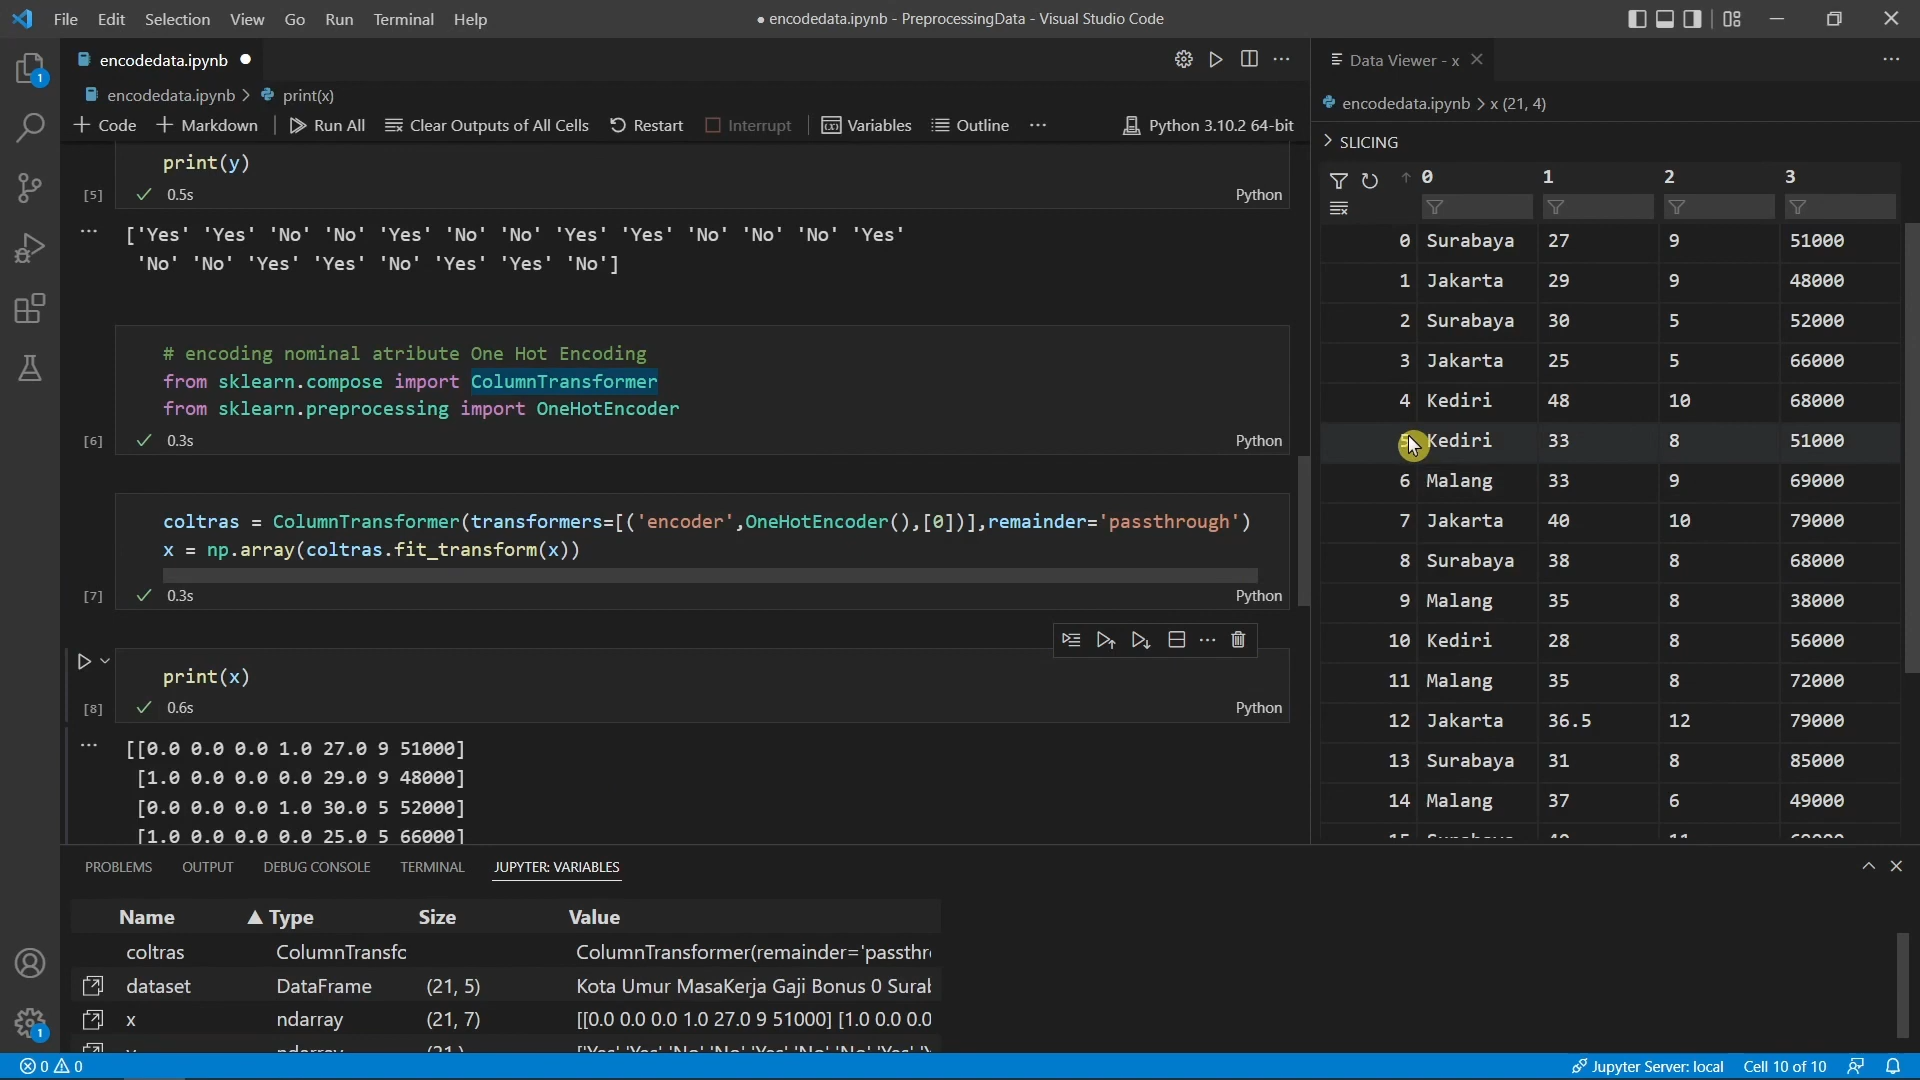 File Edit Selection View Go Run Terminal Help
● encodedata.ipynb - PreprocessingData - Visual Studio Code
1
encodedata.ipynb ●
encodedata.ipynb > print(x)
+ Code + Markdown Run All Clear Outputs of All Cells Restart Interrupt Variables Outline ··· Python 3.10.2 64-bit
print(y)
[5] 0.5s Python
['Yes' 'Yes' 'No' 'No' 'Yes' 'No' 'No' 'Yes' 'Yes' 'No' 'No' 'No' 'Yes'
'No' 'No' 'Yes' 'Yes' 'No' 'Yes' 'Yes' 'No']
# encoding nominal atribute One Hot Encoding
from sklearn.compose import ColumnTransformer
from sklearn.preprocessing import OneHotEncoder
[6] 0.3s Python
coltras = ColumnTransformer(transformers=[('encoder',OneHotEncoder(),[0])],remainder='passthrough')
x = np.array(coltras.fit_transform(x))
[7] 0.3s Python
print(x)
[8] 0.6s Python
[[0.0 0.0 0.0 1.0 27.0 9 51000]
[1.0 0.0 0.0 0.0 29.0 9 48000]
[0.0 0.0 0.0 1.0 30.0 5 52000]
[1.0 0.0 0.0 0.0 25.0 5 66000]
Data Viewer - x
encodedata.ipynb > x (21, 4)
> SLICING
0 1 2 3
0 Surabaya 27 9 51000
1 Jakarta 29 9 48000
2 Surabaya 30 5 52000
3 Jakarta 25 5 66000
4 Kediri 48 10 68000
5 Kediri 33 8 51000
6 Malang 33 9 69000
7 Jakarta 40 10 79000
8 Surabaya 38 8 68000
9 Malang 35 8 38000
10 Kediri 28 8 56000
11 Malang 35 8 72000
12 Jakarta 36.5 12 79000
13 Surabaya 31 8 85000
14 Malang 37 6 49000
PROBLEMS OUTPUT DEBUG CONSOLE TERMINAL JUPYTER: VARIABLES
Name ▲ Type Size Value
coltras ColumnTransfc ColumnTransformer(remainder='passthr
dataset DataFrame (21, 5) Kota Umur MasaKerja Gaji Bonus 0 Sural
x ndarray (21, 7) [[0.0 0.0 0.0 1.0 27.0 9 51000] [1.0 0.0 0.0
1
0 0 Jupyter Server: local Cell 10 of 10